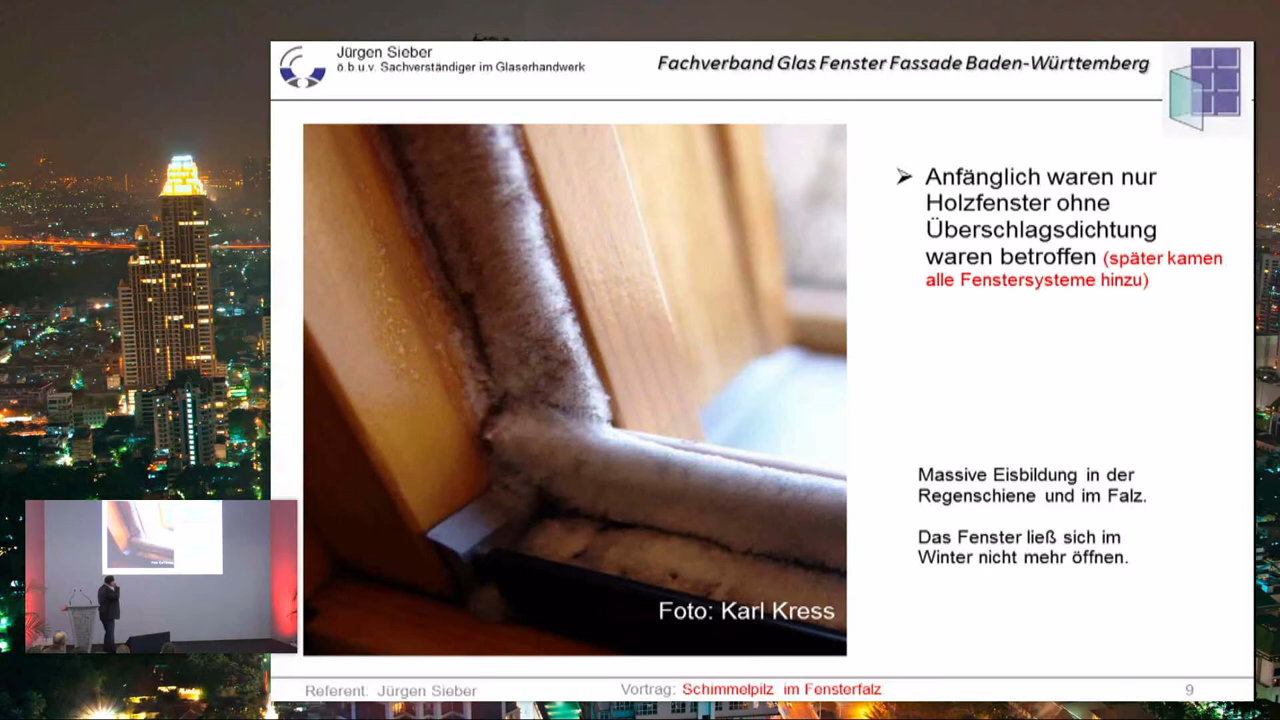 Jürgen Sieber
ö.b.u.v. Sachverständiger im Glaserhandwerk
Fachverband Glas Fenster Fassade Baden-Württemberg
➢ Anfänglich waren nur
Holzfenster ohne
Überschlagsdichtung
waren betroffen (später kamen
alle Fenstersysteme hinzu)
Massive Eisbildung in der
Regenschiene und im Falz.
Das Fenster ließ sich im
Winter nicht mehr öffnen.
Foto: Karl Kress
Referent: Jürgen Sieber
Vortrag: Schimmelpilz im Fensterfalz
9